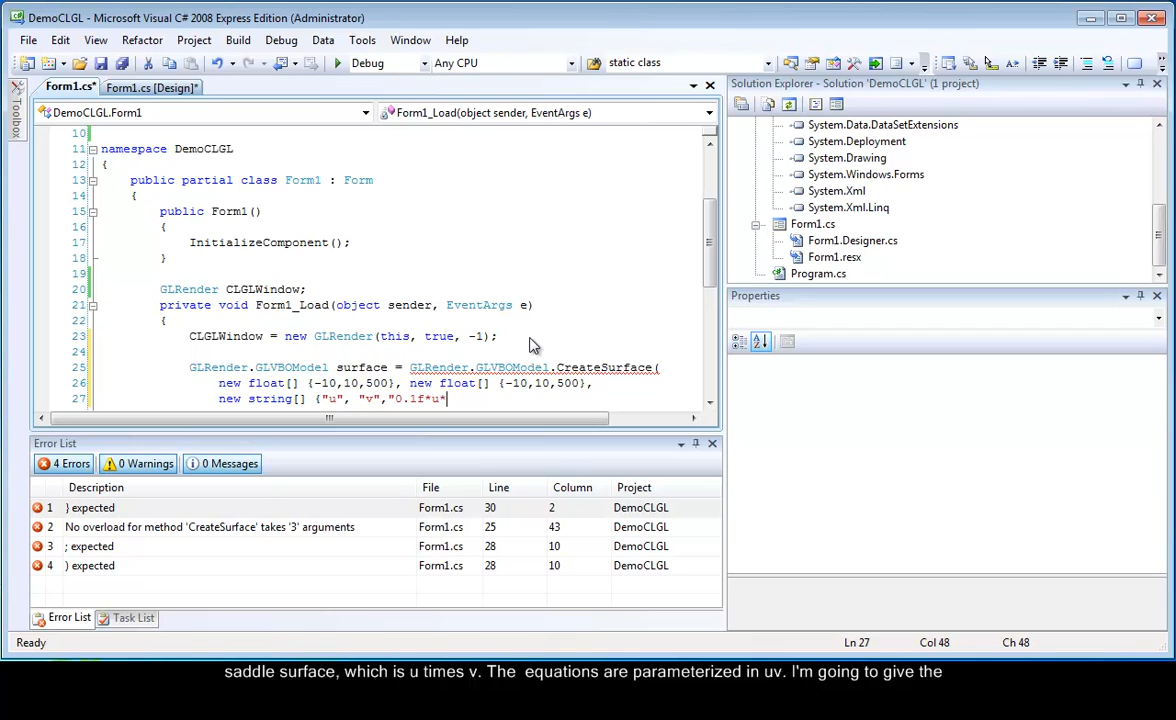 DemoCLGL - Microsoft Visual C# 2008 Express Edition (Administrator)
File Edit View Refactor Project Build Debug Data Tools Window Help
Debug Any CPU static class
Toolbox
Form1.cs* Form1.cs [Design]*
DemoCLGL.Form1 Form1_Load(object sender, EventArgs e)
10
11 namespace DemoCLGL
12 {
13 public partial class Form1 : Form
14 {
15 public Form1()
16 {
17 InitializeComponent();
18 }
19
20 GLRender CLGLWindow;
21 private void Form1_Load(object sender, EventArgs e)
22 {
23 CLGLWindow = new GLRender(this, true, -1);
24
25 GLRender.GLVBOModel surface = GLRender.GLVBOModel.CreateSurface(
26 new float[] {-10,10,500}, new float[] {-10,10,500},
27 new string[] {"u", "v","0.1f*u*
Solution Explorer - Solution 'DemoCLGL' (1 project)
System.Data.DataSetExtensions
System.Deployment
System.Drawing
System.Windows.Forms
System.Xml
System.Xml.Linq
Form1.cs
Form1.Designer.cs
Form1.resx
Program.cs
Properties
Error List
4 Errors 0 Warnings 0 Messages
Description File Line Column Project
1 } expected Form1.cs 30 2 DemoCLGL
2 No overload for method 'CreateSurface' takes '3' arguments Form1.cs 25 43 DemoCLGL
3 ; expected Form1.cs 28 10 DemoCLGL
4 ) expected Form1.cs 28 10 DemoCLGL
Error List Task List
Ready Ln 27 Col 48 Ch 48
saddle surface, which is u times v. The equations are parameterized in uv. I'm going to give the